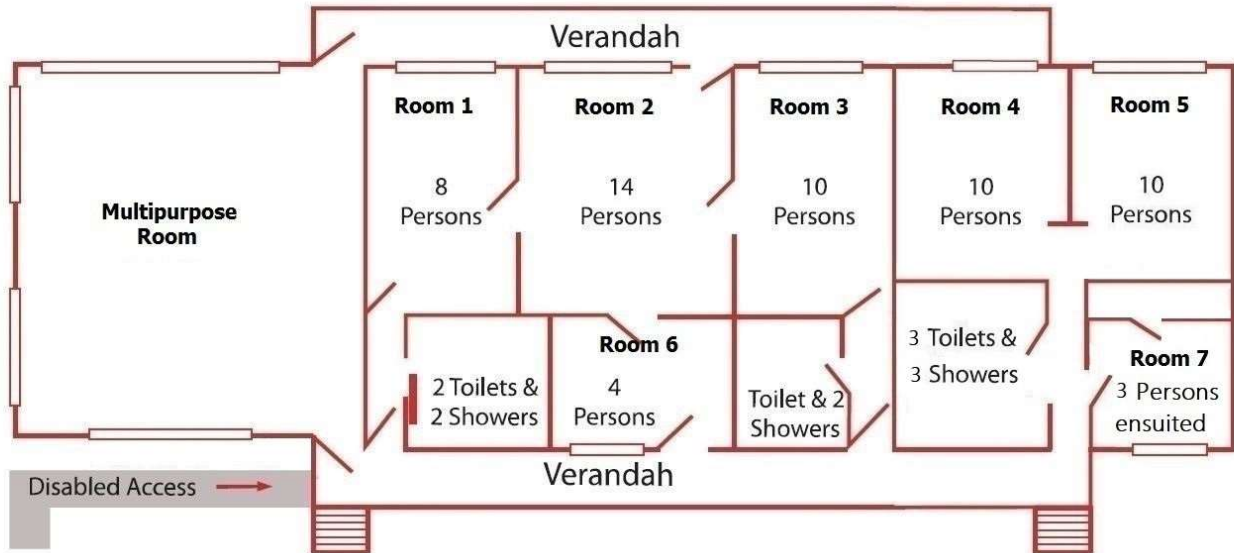 Verandah
Room 1
Room 2
Room 3
Room 4
Room 5
8
Persons
14
Persons
10
Persons
10
Persons
10
Persons
Multipurpose
Room
2 Toilets &
2 Showers
Room 6
4
Persons
Toilet & 2
Showers
3 Toilets &
3 Showers
Room 7
3 Persons
ensuited
Verandah
Disabled Access